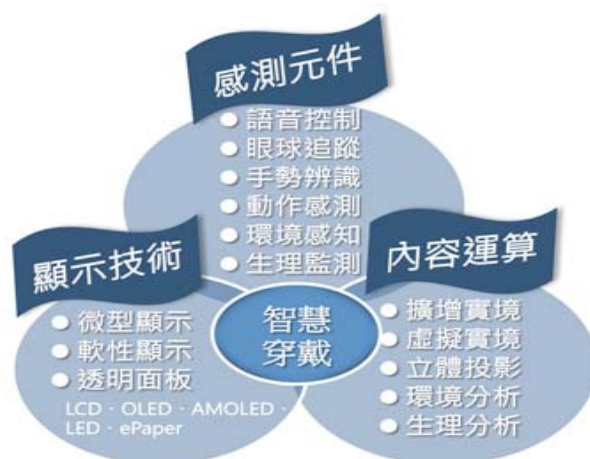 感測元件
● 語音控制
● 眼球追蹤
● 手勢辨識
● 動作感測
● 環境感知
● 生理監測
顯示技術
● 微型顯示
● 軟性顯示
● 透明面板
LCD · OLED · AMOLED ·
LED · ePaper
智慧
穿戴
內容運算
● 擴增實境
● 虛擬實境
● 立體投影
● 環境分析
● 生理分析